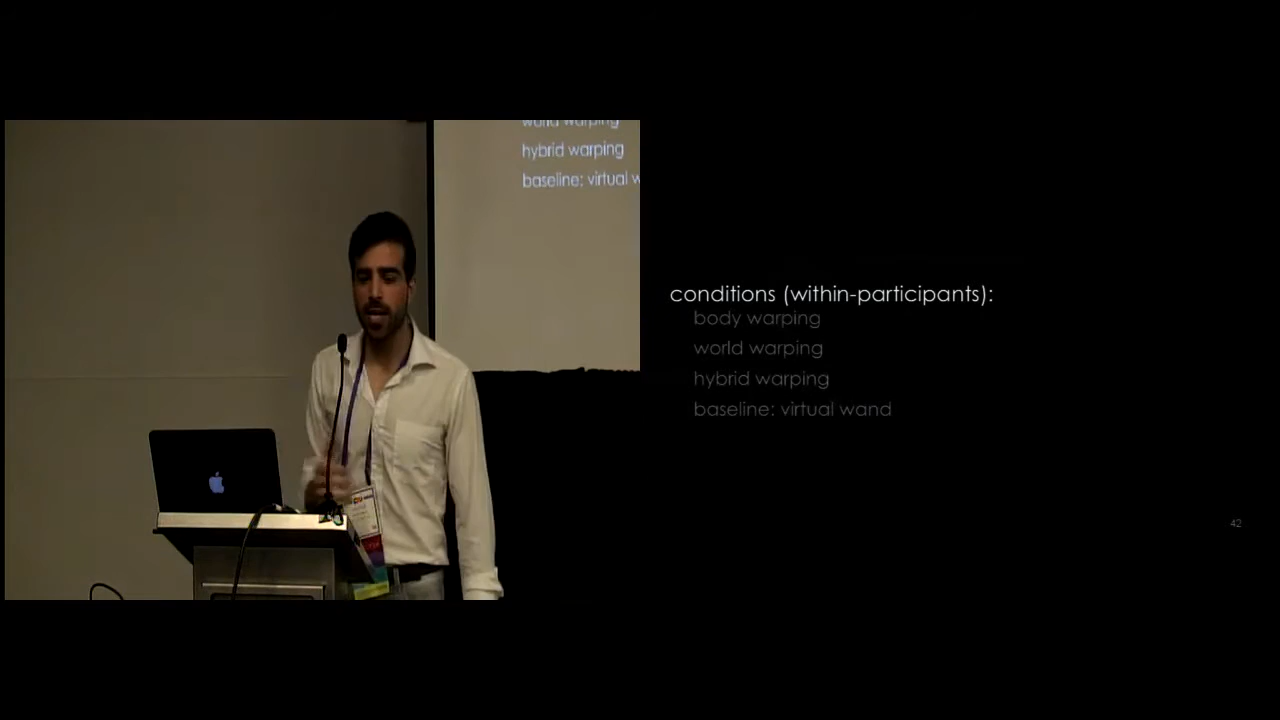 world warping
hybrid warping
baseline: virtual w
conditions (within-participants):
body warping
world warping
hybrid warping
baseline: virtual wand
42